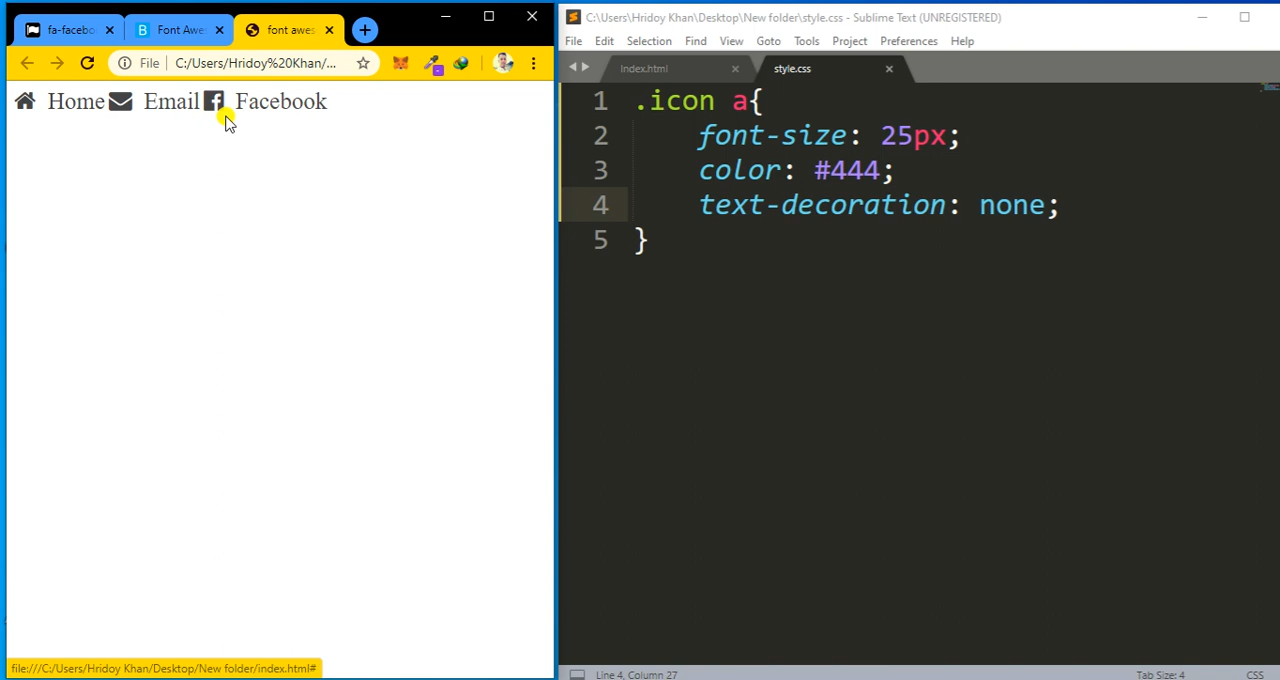 fa-facebo
Font Awe
font awes
File
C:/Users/Hridoy%20Khan/...
Home
Email
Facebook
file:///C:/Users/Hridoy Khan/Desktop/New folder/index.html#
C:\Users\Hridoy Khan\Desktop\New folder\style.css - Sublime Text (UNREGISTERED)
File Edit Selection Find View Goto Tools Project Preferences Help
index.html
style.css
1 .icon a{
2 font-size: 25px;
3 color: #444;
4 text-decoration: none;
5 }
Line 4, Column 27
Tab Size: 4
CSS